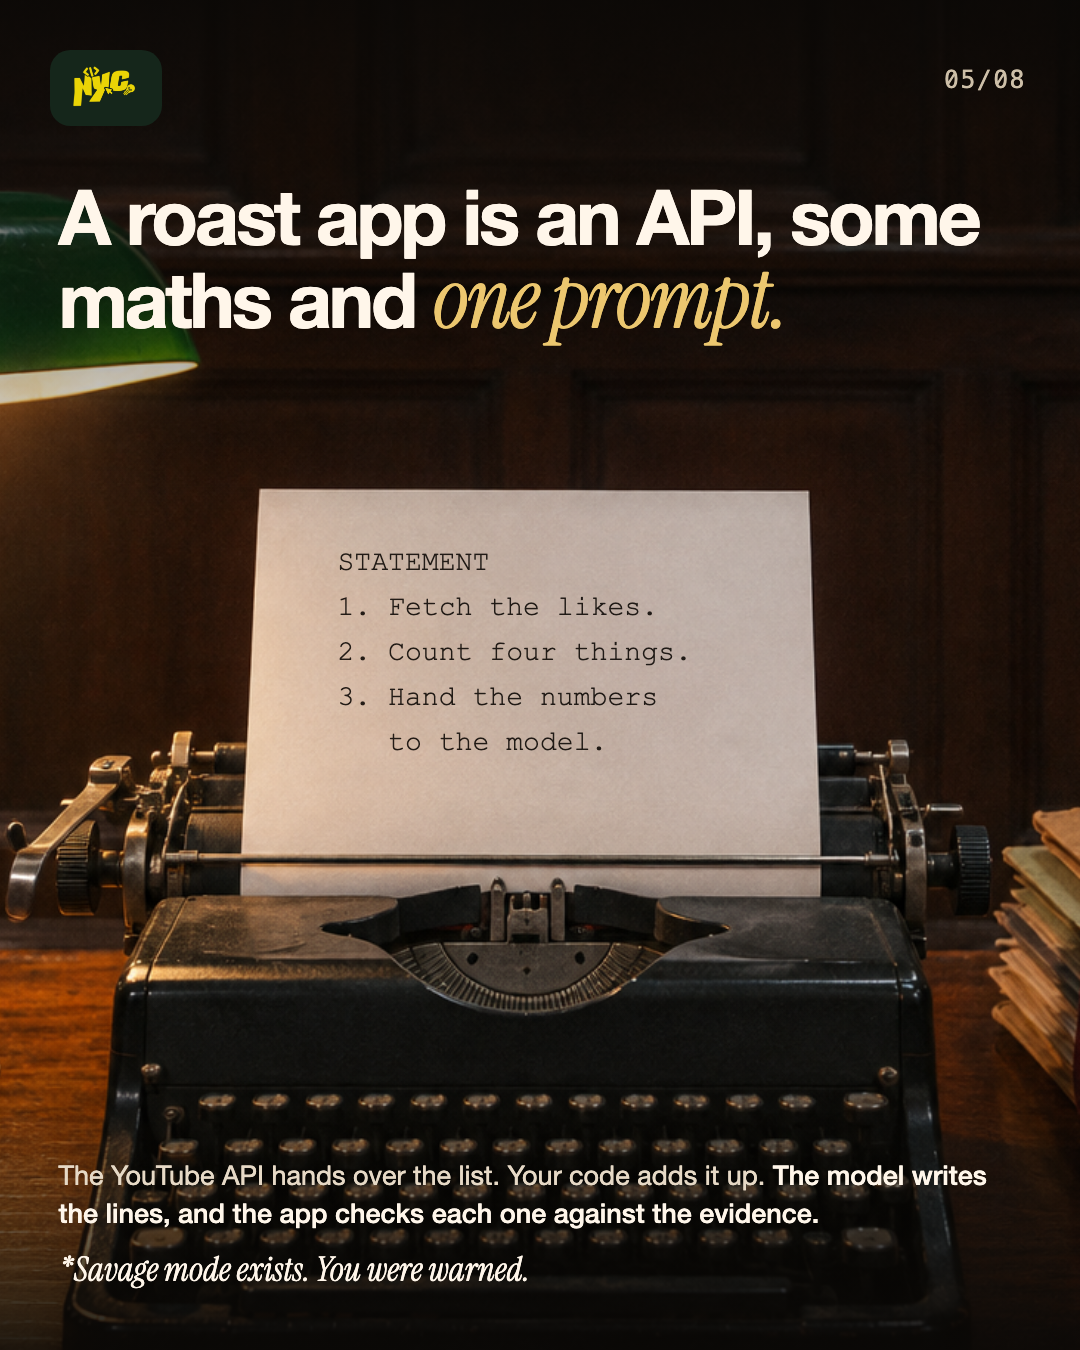 NYC
05/08
A roast app is an API, some
maths and one prompt.
STATEMENT
1. Fetch the likes.
2. Count four things.
3. Hand the numbers
to the model.
The YouTube API hands over the list. Your code adds it up. The model writes
the lines, and the app checks each one against the evidence.
*Savage mode exists. You were warned.